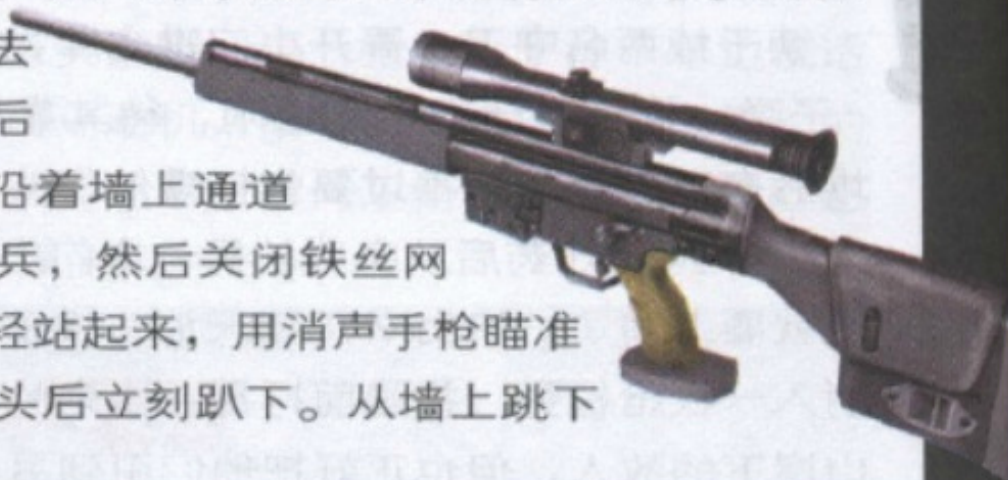 去
后
沿着墙上通道
兵，然后关闭铁丝网
轻站起来，用消声手枪瞄准
头后立刻趴下。从墙上跳下